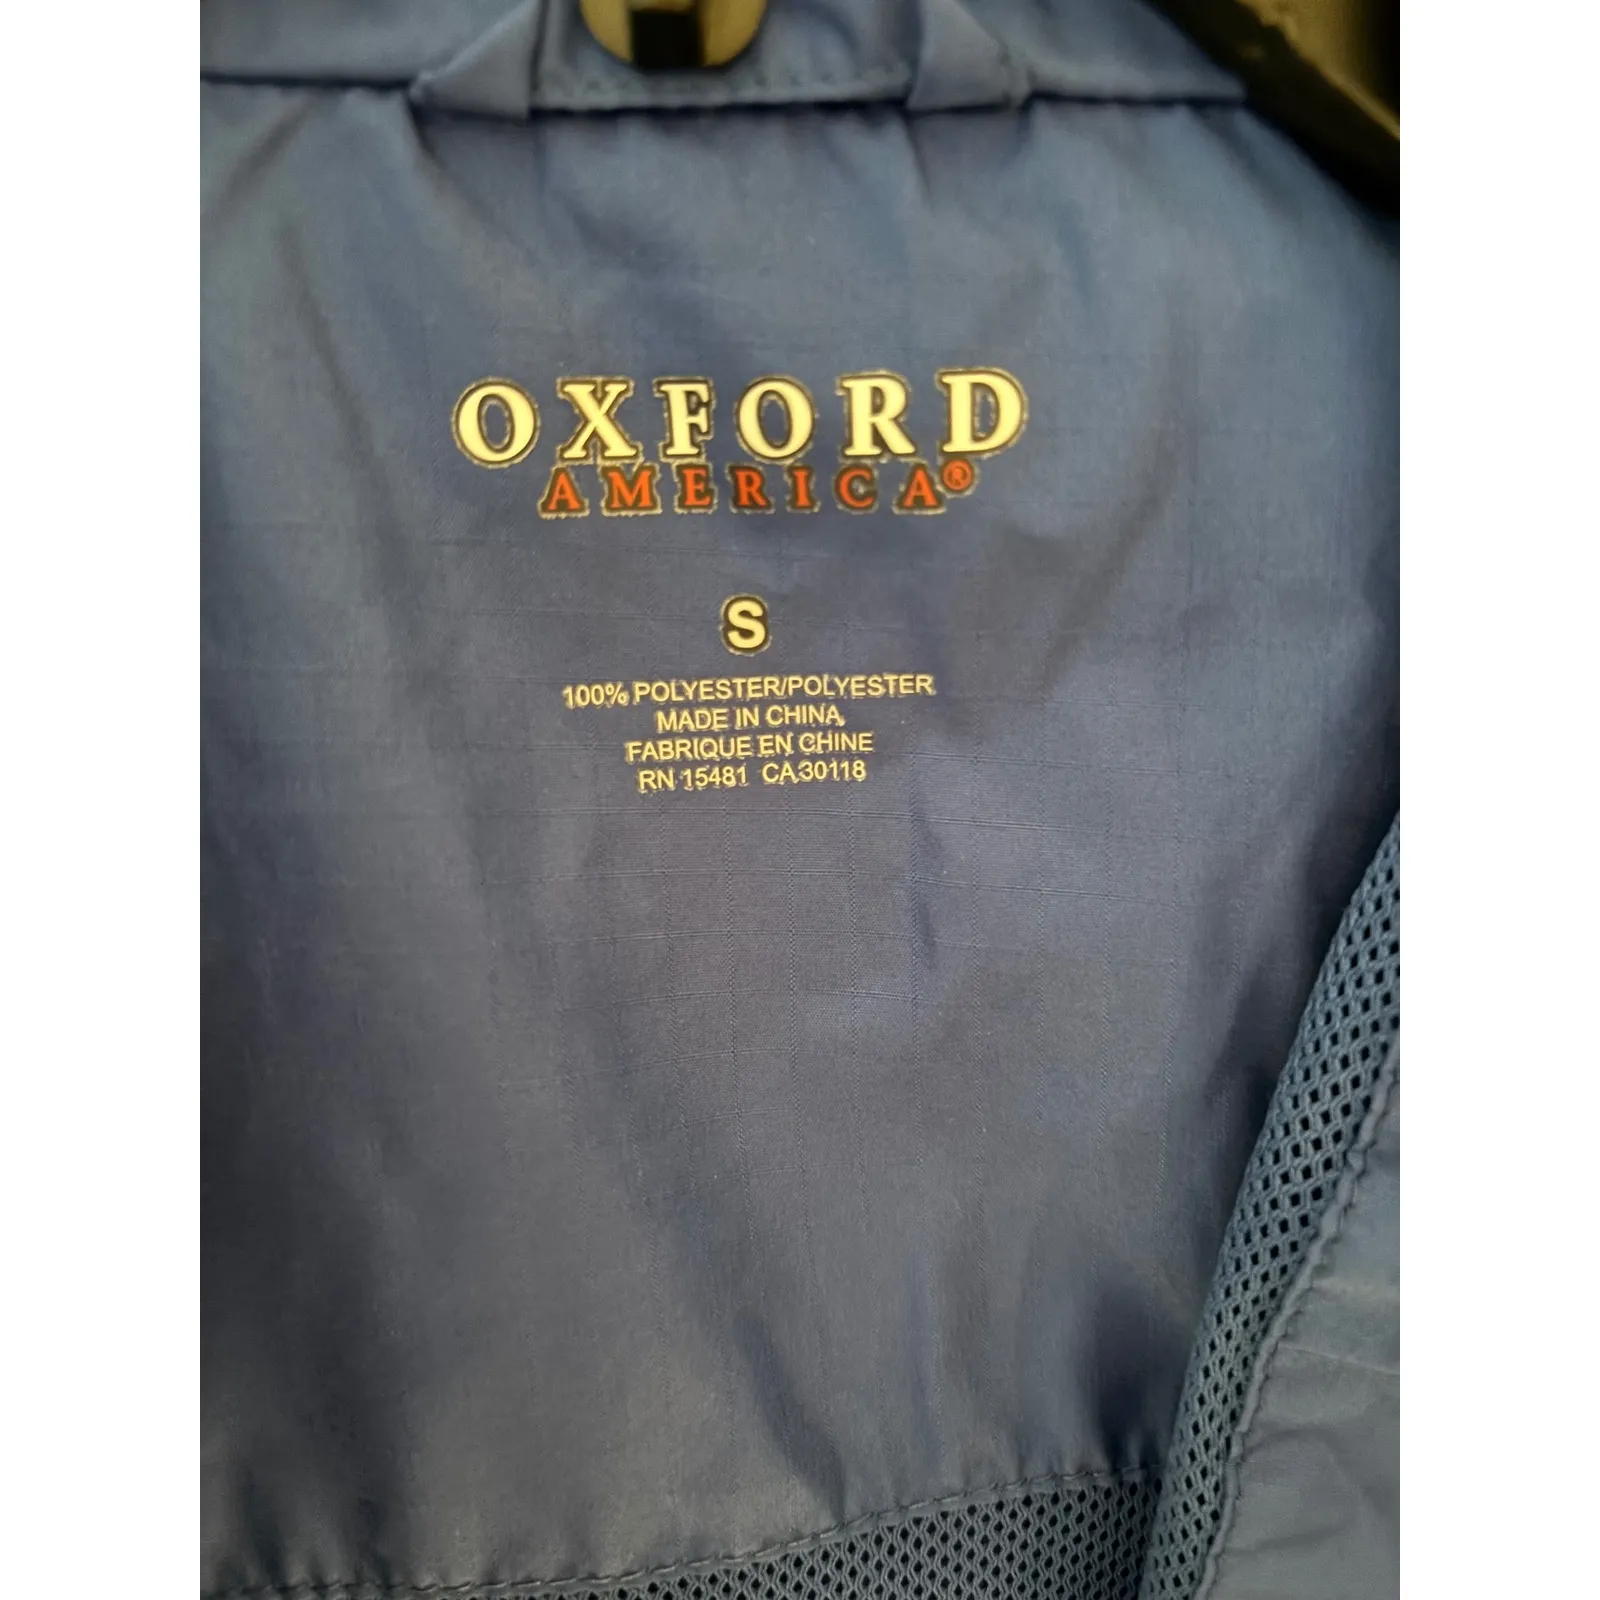 OXFORD
AMERICA®
S
100% POLYESTER/POLYESTER
MADE IN CHINA
FABRIQUE EN CHINE
RN 15481 CA30118